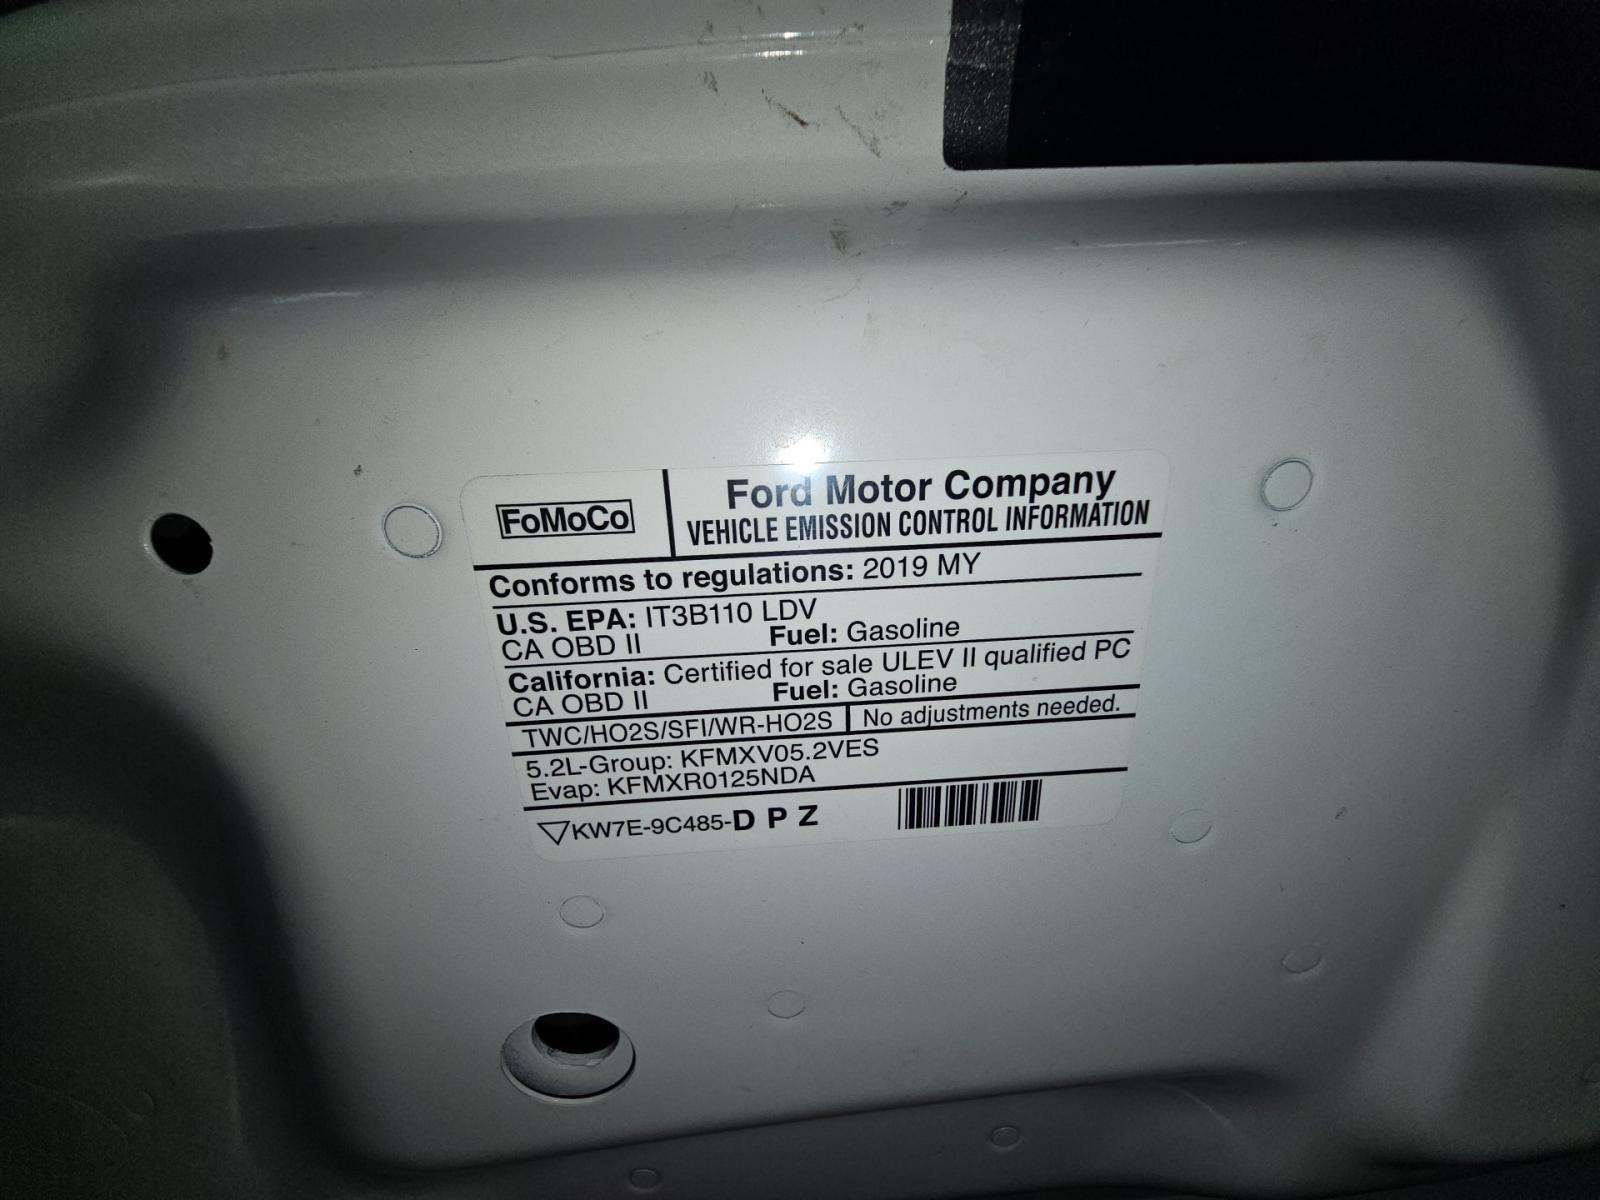 FoMoCo
Ford Motor Company
VEHICLE EMISSION CONTROL INFORMATION
Conforms to regulations: 2019 MY
U.S. EPA: IT3B110 LDV
CA OBD II Fuel: Gasoline
California: Certified for sale ULEV II qualified PC
CA OBD II Fuel: Gasoline
TWC/HO2S/SFI/WR-HO2S No adjustments needed.
5.2L-Group: KFMXV05.2VES
Evap: KFMXR0125NDA
KW7E-9C485-D P Z